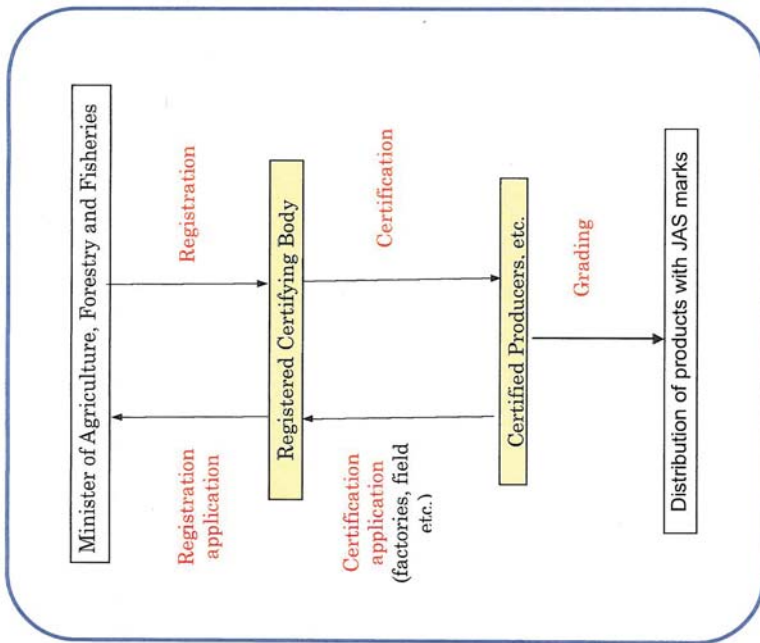 Minister of Agriculture, Forestry and Fisheries
Registration
application
Registration
Registered Certifying Body
Certification
application
(factories, field
etc.)
Certification
Certified Producers, etc.
Grading
Distribution of products with JAS marks